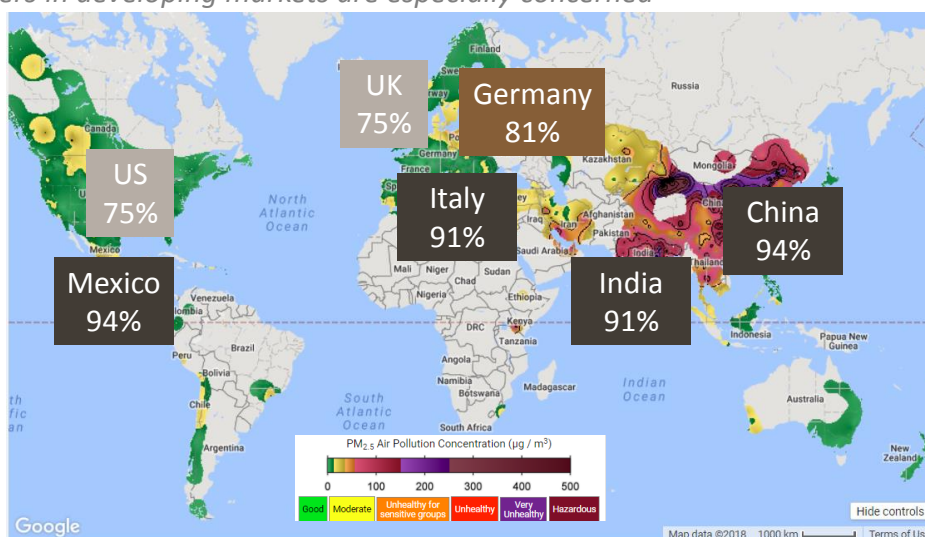 ers in developing markets are especially concerned
Finland
Russia
UK
75%
Germany
81%
Canada
Germany
France
Kazakhstan
Mongolia
US
75%
North
Atlantic
Ocean
Italy
91%
Iraq
Iran
Afghanistan
Pakistan
China
94%
Mexico
Saudi Arabia
India
Thailand
Mexico
94%
Mali
Niger
Chad
Sudan
India
91%
Venezuela
Nigeria
Ethiopia
DRC
Kenya
Tanzania
Indonesia
Papua New
Guinea
Peru
Brazil
Bolivia
Angola
Namibia
Botswana
Madagascar
Indian
Ocean
Australia
Chile
South
Atlantic
Ocean
South Africa
Argentina
New
Zealand
PM2.5 Air Pollution Concentration (µg / m³)
0 100 200 300 400 500
Good
Moderate
Unhealthy for
sensitive groups
Unhealthy
Very
Unhealthy
Hazardous
Hide controls
Google
Map data ©2018
1000 km
Terms of Us